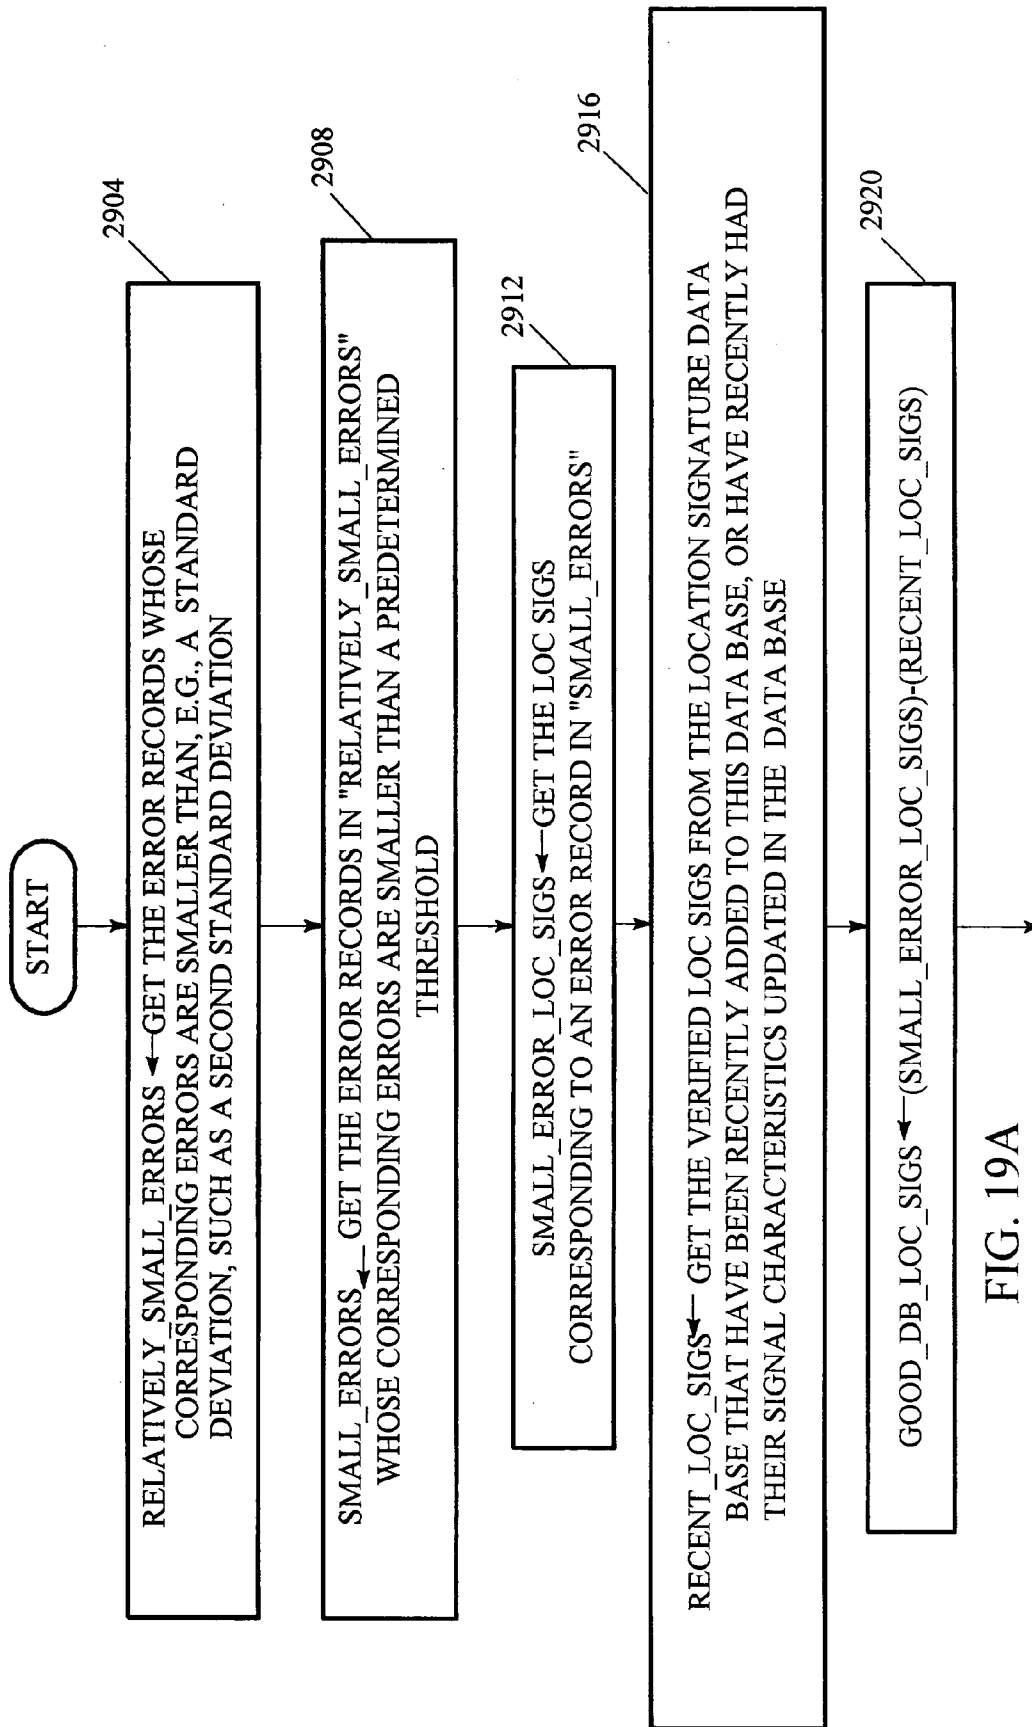 START
2904
RELATIVELY_SMALL_ERRORS ← GET THE ERROR RECORDS WHOSE
CORRESPONDING ERRORS ARE SMALLER THAN, E.G., A STANDARD
DEVIATION, SUCH AS A SECOND STANDARD DEVIATION
2908
SMALL_ERRORS ← GET THE ERROR RECORDS IN "RELATIVELY_SMALL_ERRORS"
WHOSE CORRESPONDING ERRORS ARE SMALLER THAN A PREDETERMINED
THRESHOLD
2912
SMALL_ERROR_LOC_SIGS ← GET THE LOC SIGS
CORRESPONDING TO AN ERROR RECORD IN "SMALL_ERRORS"
2916
RECENT_LOC_SIGS ← GET THE VERIFIED LOC SIGS FROM THE LOCATION SIGNATURE DATA
BASE THAT HAVE BEEN RECENTLY ADDED TO THIS DATA BASE, OR HAVE RECENTLY HAD
THEIR SIGNAL CHARACTERISTICS UPDATED IN THE DATA BASE
2920
GOOD_DB_LOC_SIGS ← (SMALL_ERROR_LOC_SIGS)-(RECENT_LOC_SIGS)
FIG. 19A